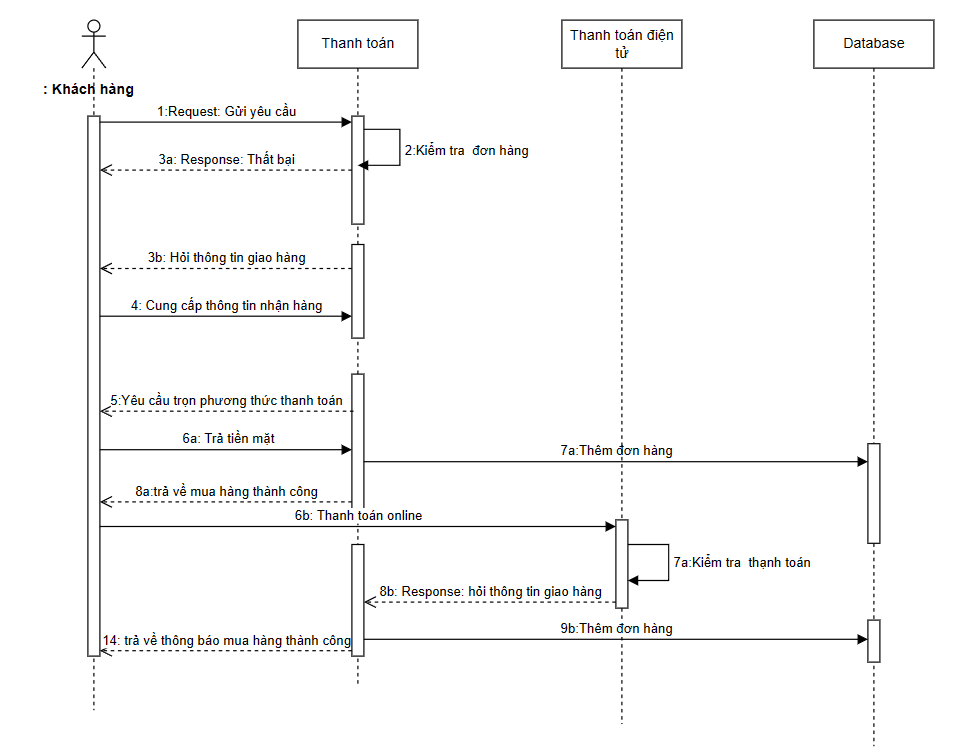 Thanh toán
Thanh toán điện
tử
Database
: Khách hàng
1:Request: Gửi yêu cầu
2:Kiểm tra đơn hàng
3a: Response: Thất bại
3b: Hỏi thông tin giao hàng
4: Cung cấp thông tin nhận hàng
5:Yêu cầu trọn phương thức thanh toán
6a: Trả tiền mặt
7a:Thêm đơn hàng
8a:trả về mua hàng thành công
6b: Thanh toán online
7a:Kiểm tra thạnh toán
8b: Response: hỏi thông tin giao hàng
9b:Thêm đơn hàng
14: trả về thông báo mua hàng thành công